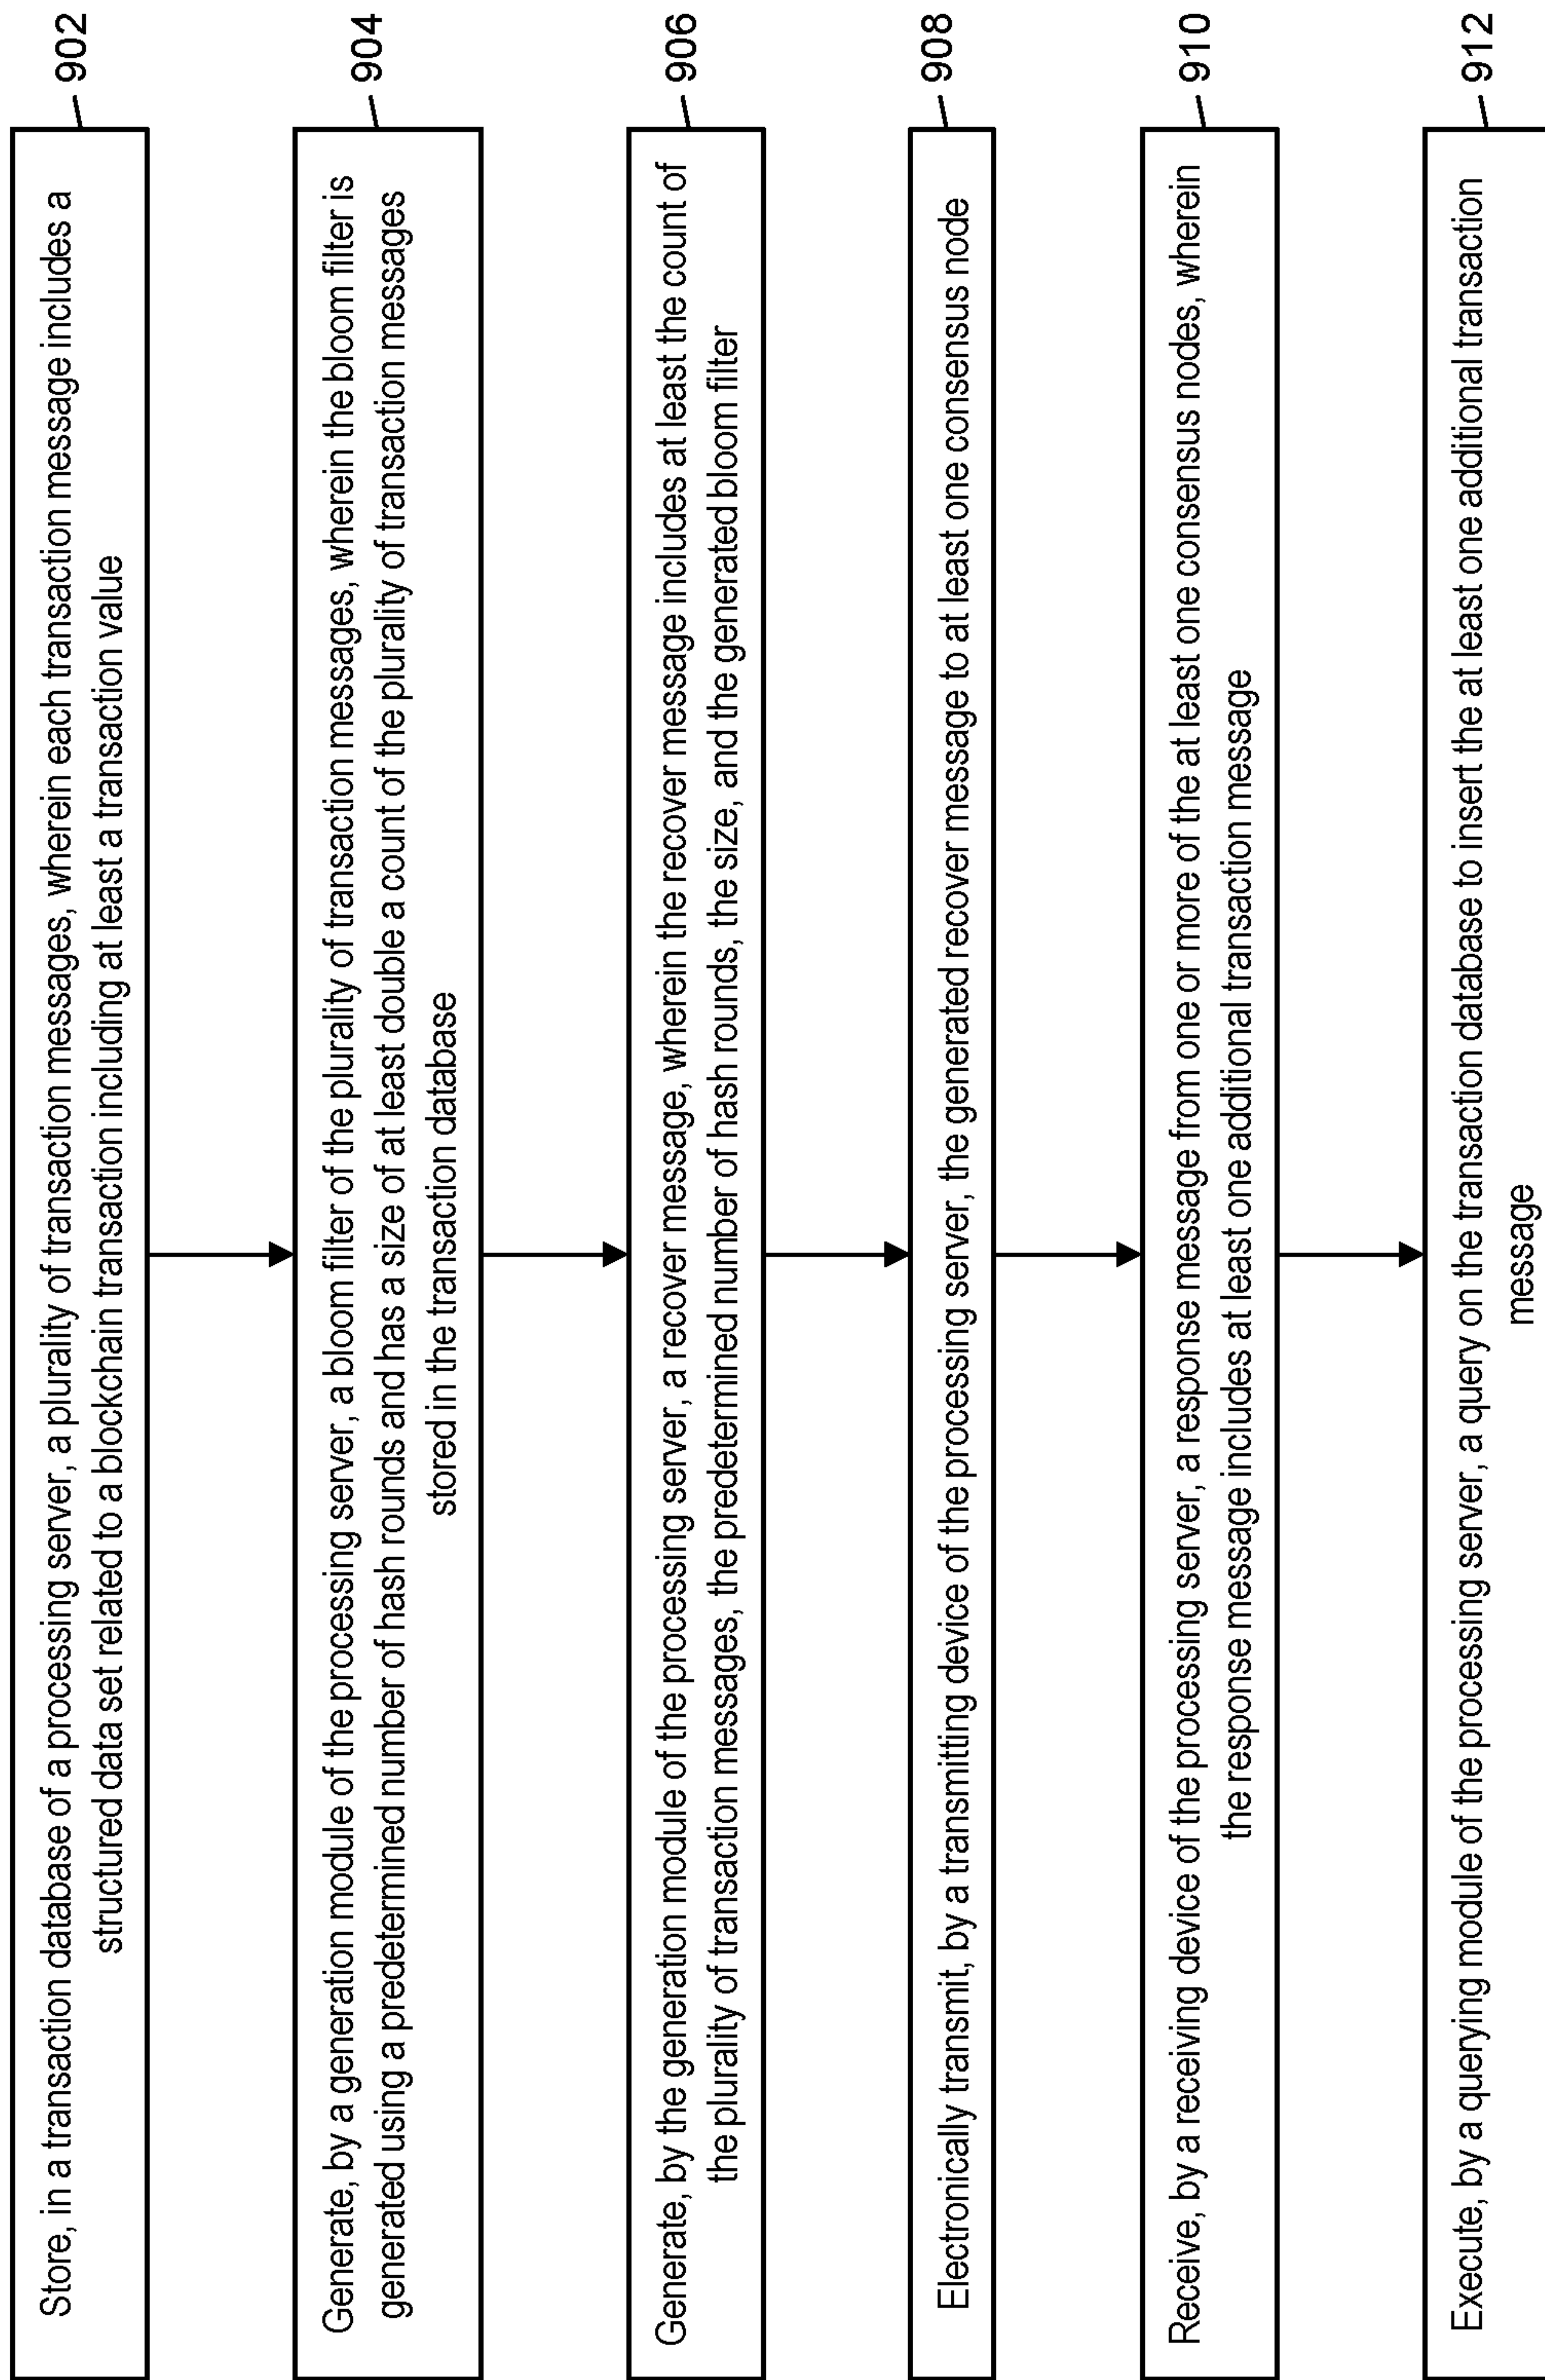 Store, in a transaction database of a processing server, a plurality of transaction messages, wherein each transaction message includes a
structured data set related to a blockchain transaction including at least a transaction value
902
Generate, by a generation module of the processing server, a bloom filter of the plurality of transaction messages, wherein the bloom filter is
generated using a predetermined number of hash rounds and has a size of at least double a count of the plurality of transaction messages
stored in the transaction database
904
Generate, by the generation module of the processing server, a recover message, wherein the recover message includes at least the count of
the plurality of transaction messages, the predetermined number of hash rounds, the size, and the generated bloom filter
906
Electronically transmit, by a transmitting device of the processing server, the generated recover message to at least one consensus node
908
Receive, by a receiving device of the processing server, a response message from one or more of the at least one consensus nodes, wherein
the response message includes at least one additional transaction message
910
Execute, by a querying module of the processing server, a query on the transaction database to insert the at least one additional transaction
message
912